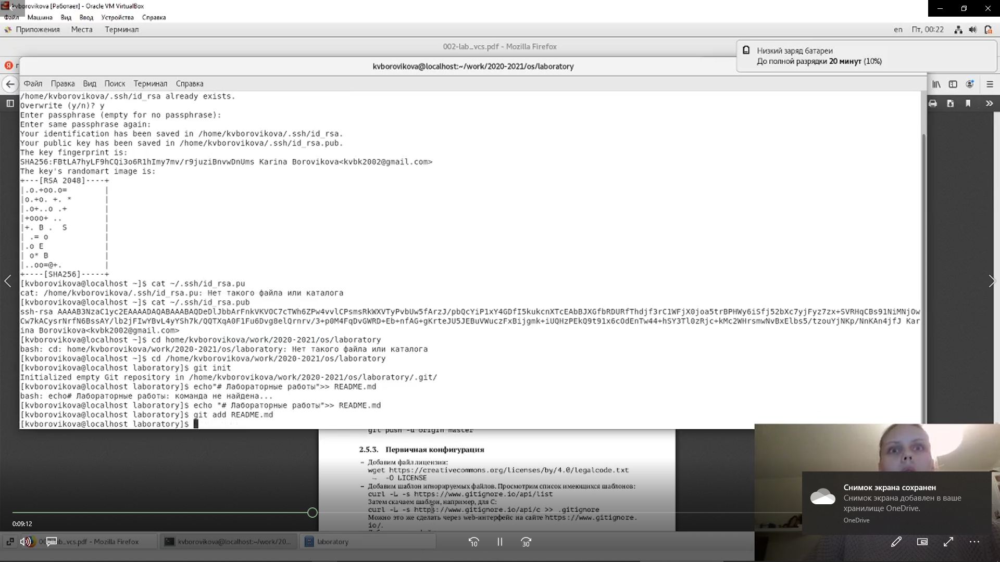 kvborovikova [Работает] - Oracle VM VirtualBox
Файл Машина Вид Ввод Устройства Справка
Приложения Места Терминал en Пт, 00:22
002-lab_vcs.pdf - Mozilla Firefox
Низкий заряд батареи
До полной разрядки 20 минут (10%)
kvborovikova@localhost:~/work/2020-2021/os/laboratory
Файл Правка Вид Поиск Терминал Справка
/home/kvborovikova/.ssh/id_rsa already exists.
Overwrite (y/n)? y
Enter passphrase (empty for no passphrase):
Enter same passphrase again:
Your identification has been saved in /home/kvborovikova/.ssh/id_rsa.
Your public key has been saved in /home/kvborovikova/.ssh/id_rsa.pub.
The key fingerprint is:
SHA256:FBtLA7hyLF9hCQi3o6R1hImy7mv/r9juziBnvwDnUms Karina Borovikova<kvbk2002@gmail.com>
The key's randomart image is:
+---[RSA 2048]----+
|.o.+oo.o=        |
|o.+o. +. *       |
|.o+..o .+        |
|+ooo+ ..         |
|+. B .  S        |
| .= o            |
|.o E             |
| o* B            |
|..oo=@+.         |
+----[SHA256]-----+
[kvborovikova@localhost ~]$ cat ~/.ssh/id_rsa.pu
cat: /home/kvborovikova/.ssh/id_rsa.pu: Нет такого файла или каталога
[kvborovikova@localhost ~]$ cat ~/.ssh/id_rsa.pub
ssh-rsa AAAAB3NzaC1yc2EAAAADAQABAAABAQDeDlJbbArFnkVKVOC7cTWh6ZPw4vvlCPsmsRkWXVTyPvbUw5fArzJ/pbQcYiP1xY4GDfI5kukcnXTcEAbBJXGfbRDURfThdjf3rC1WFjX0joa5trBPHWy6iSfj52bXc7yjFyz7zx+SVRHqCBs91NiMNjOw
Cw7kACysrNrfN6BssAY/lb2jFIwYBvL4yYSh7k/QQTXqA0F1Fu6Dvg8elQrnrv/3+p0M4FqDvGWRD+Eb+nfAG+gKrteJU5JEBuVWuczFxBijgmk+iUQHzPEkQ9t91x6cOdEnTw44+hSY3Tl0zRjc+kMc2WHrsmwNvBxElbs5/tzouYjNKp/NnKAn4jfJ Kar
ina Borovikova<kvbk2002@gmail.com>
[kvborovikova@localhost ~]$ cd home/kvborovikova/work/2020-2021/os/laboratory
bash: cd: home/kvborovikova/work/2020-2021/os/laboratory: Нет такого файла или каталога
[kvborovikova@localhost ~]$ cd /home/kvborovikova/work/2020-2021/os/laboratory
[kvborovikova@localhost laboratory]$ git init
Initialized empty Git repository in /home/kvborovikova/work/2020-2021/os/laboratory/.git/
[kvborovikova@localhost laboratory]$ echo"# Лабораторные работы">> README.md
bash: echo# Лабораторные работы: команда не найдена...
[kvborovikova@localhost laboratory]$ echo "# Лабораторные работы">> README.md
[kvborovikova@localhost laboratory]$ git add README.md
[kvborovikova@localhost laboratory]$
git push -u origin master
2.5.3. Первичная конфигурация
– Добавим файл лицензии:
wget https://creativecommons.org/licenses/by/4.0/legalcode.txt
-O LICENSE
– Добавим шаблон игнорируемых файлов. Просмотрим список имеющихся шаблонов:
curl -L -s https://www.gitignore.io/api/list
Затем скачаем шаблон, например, для C:
curl -L -s https://www.gitignore.io/api/c >> .gitignore
Можно это же сделать через web-интерфейс на сайте https://www.gitignore.
io/.
Снимок экрана сохранен
Снимок экрана добавлен в ваше
хранилище OneDrive.
OneDrive
0:09:12
lab_vcs.pdf - Mozilla Firefox kvborovikova@localhost:~/work/20... laboratory
10 30